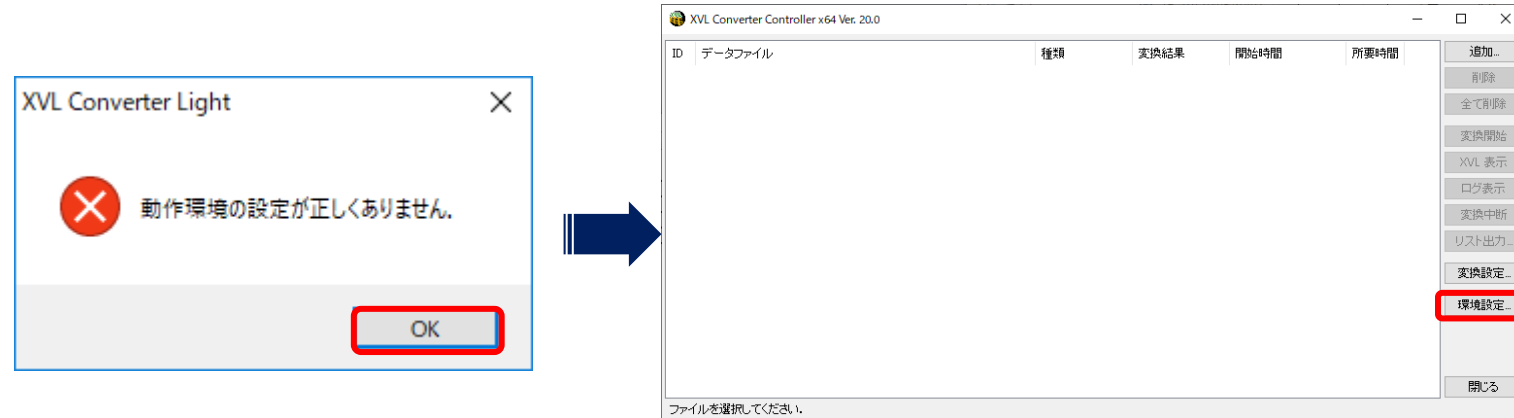 XVL Converter Light
動作環境の設定が正しくありません。
OK
XVL Converter Controller x64 Ver. 20.0
ID データファイル 種類 変換結果 開始時間 所要時間
追加...
削除
全て削除
変換開始
XVL 表示
ログ表示
変換中断
リスト出力...
変換設定...
環境設定...
閉じる
ファイルを選択してください。